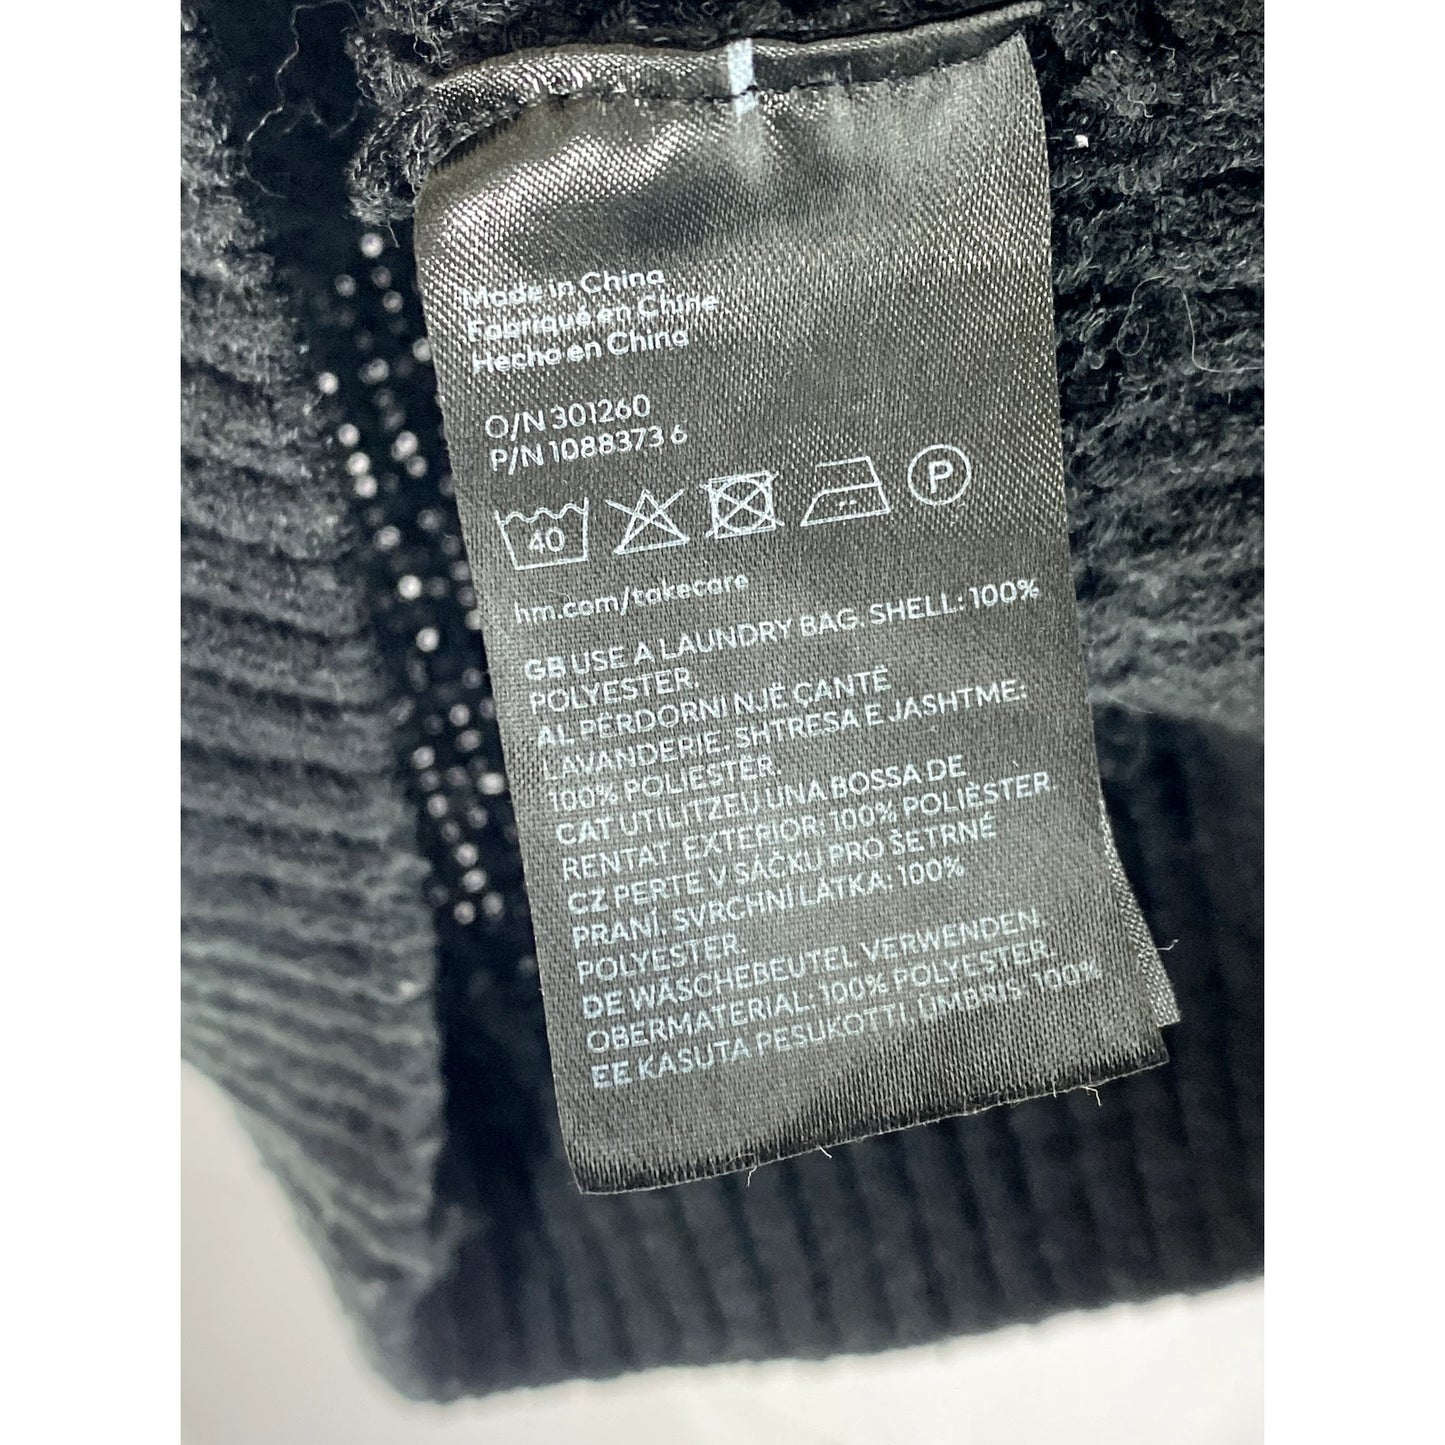 Made in China
Fabriqué en Chine
Hecho en China
O/N 301260
P/N 1088373 6
40
P
hm.com/takecare
GB USE A LAUNDRY BAG. SHELL: 100%
POLYESTER.
AL PËRDORNI NJË ÇANTË
LAVANDERIE. SHTRESA E JASHTME:
100% POLIESTËR.
CAT UTILITZEU UNA BOSSA DE
RENTAT. EXTERIOR: 100% POLIÈSTER.
CZ PERTE V SÁČKU PRO ŠETRNÉ
PRANÍ. SVRCHNÍ LÁTKA: 100%
POLYESTER.
DE WÄSCHEBEUTEL VERWENDEN.
OBERMATERIAL: 100% POLYESTER.
EE KASUTA PESUKOTTI. ÜMBRIS: 100%